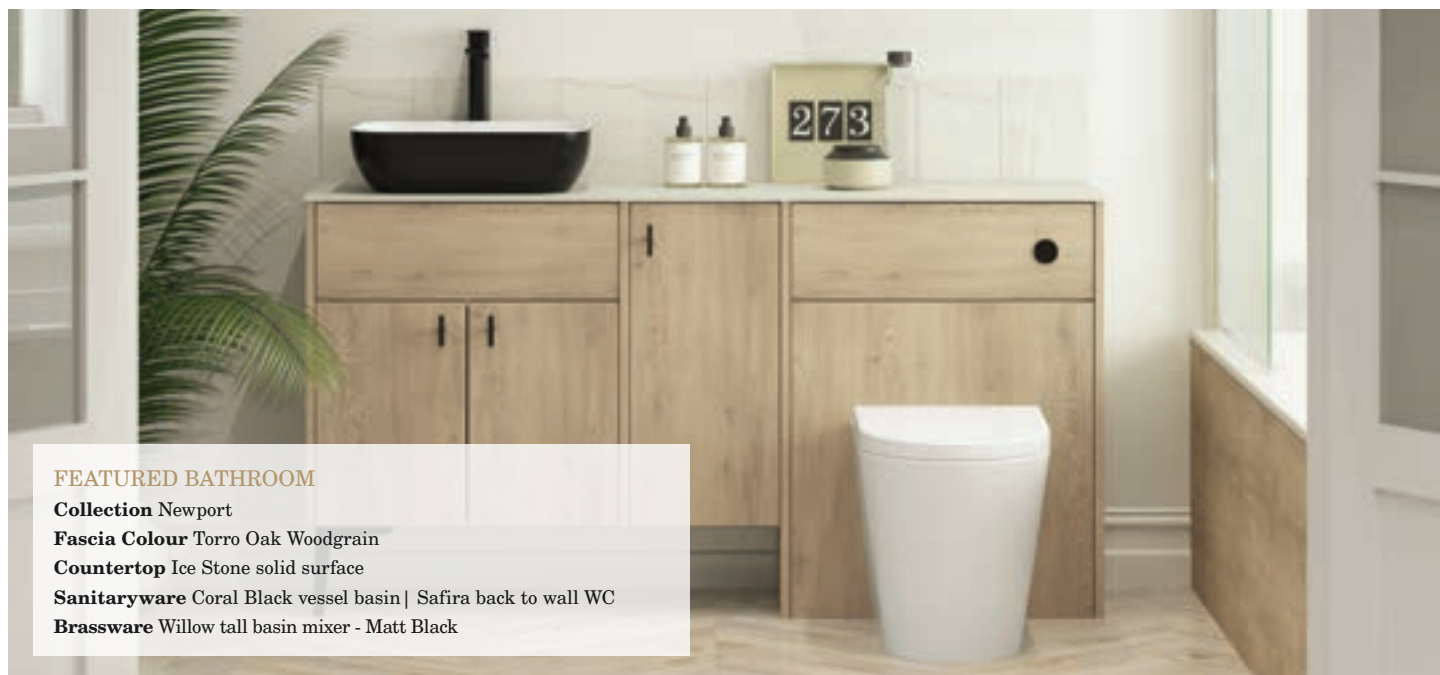 273
FEATURED BATHROOM
Collection Newport
Fascia Colour Torro Oak Woodgrain
Countertop Ice Stone solid surface
Sanitaryware Coral Black vessel basin| Safira back to wall WC
Brassware Willow tall basin mixer - Matt Black